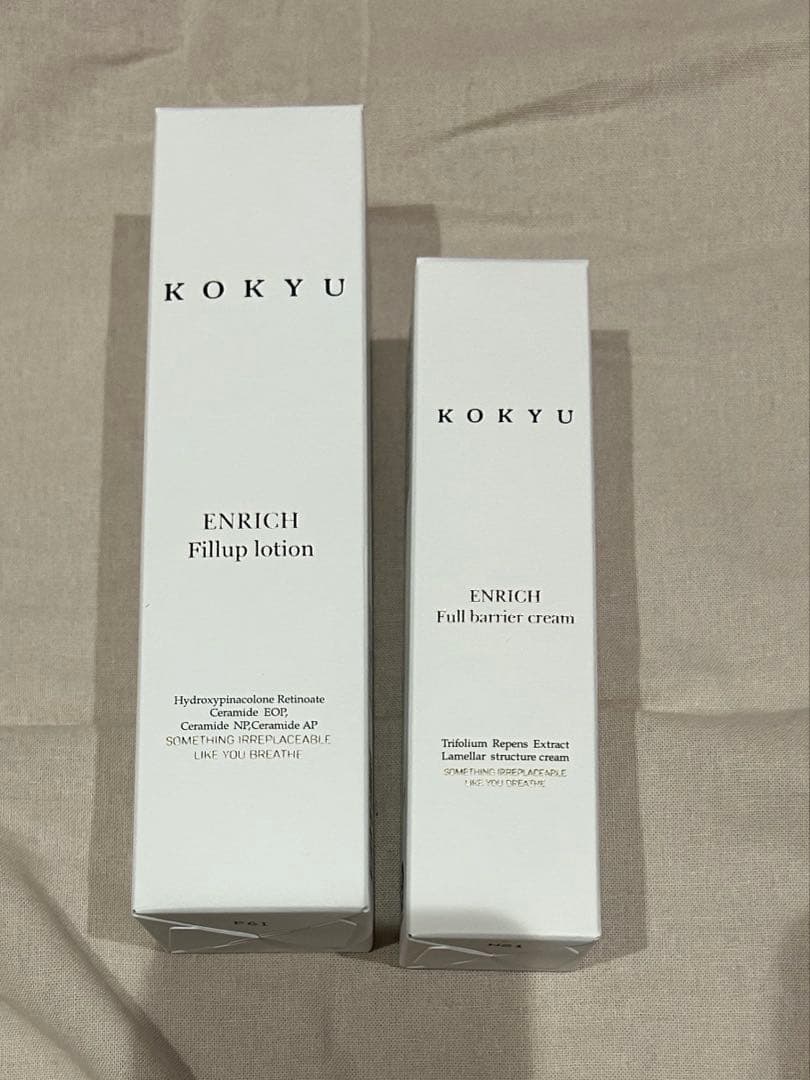 KOKYU
ENRICH
Fillup lotion
Hydroxypinacolone Retinoate
Ceramide EOP,
Ceramide NP,Ceramide AP
SOMETHING IRREPLACEABLE
LIKE YOU BREATHE
KOKYU
ENRICH
Full barrier cream
Trifolium Repens Extract
Lamellar structure cream
SOMETHING IRREPLACEABLE
LIKE YOU BREATHE